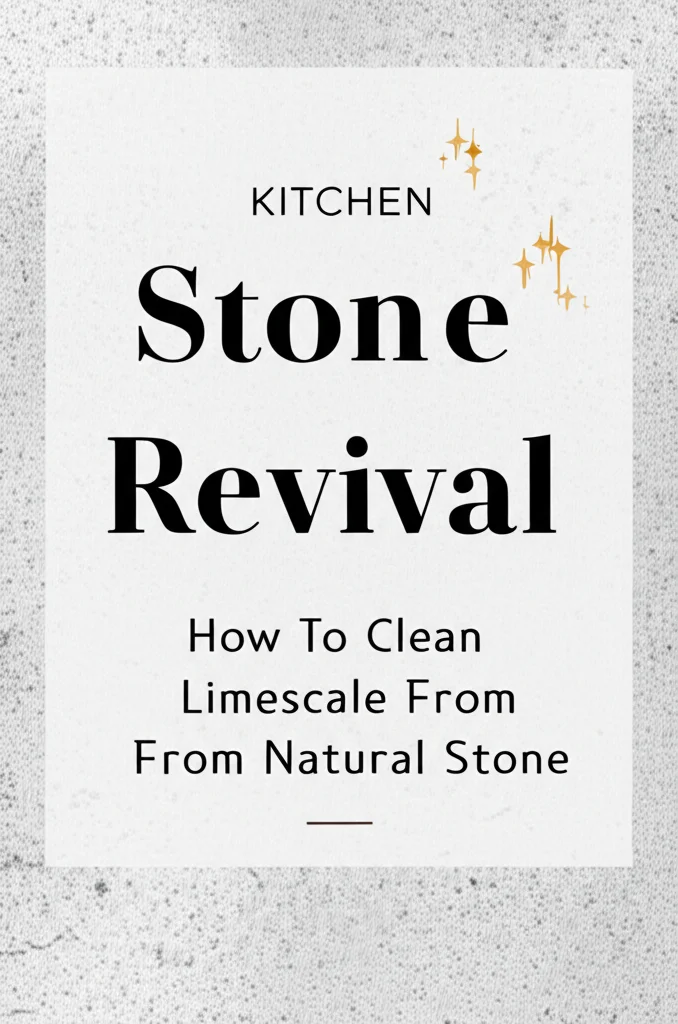 KITCHEN
Stone
Revival
How To Clean
Limescale From
From Natural Stone